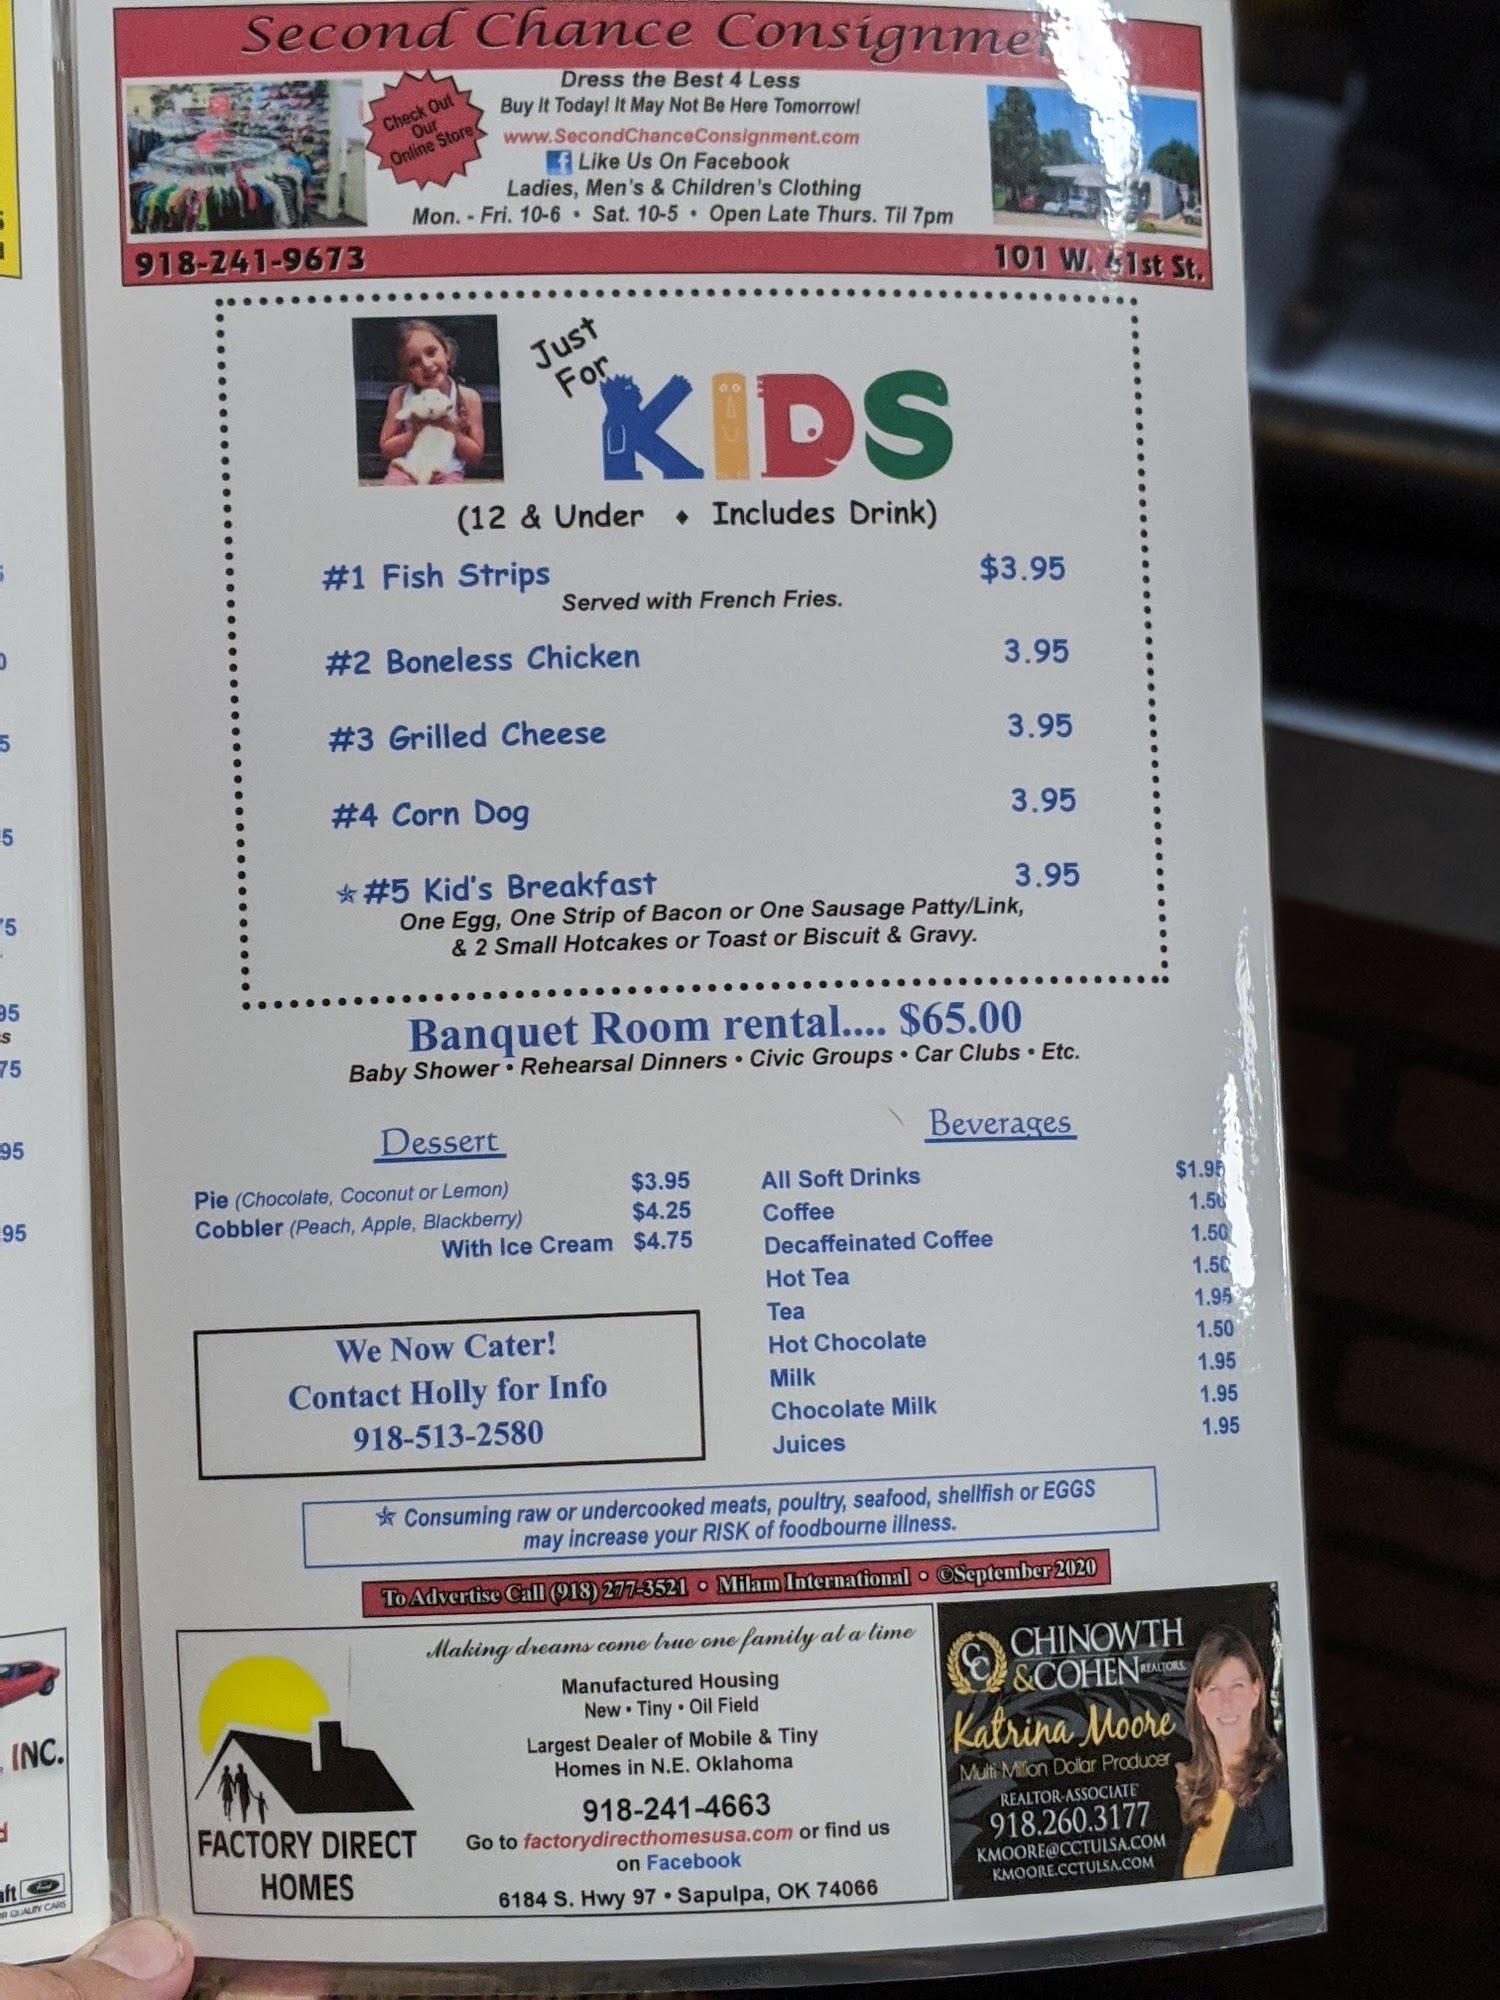 Second Chance Consignme
Check Out
Our
Online Store
Dress the Best 4 Less
Buy It Today! It May Not Be Here Tomorrow!
www.SecondChanceConsignment.com
f Like Us On Facebook
Ladies, Men's & Children's Clothing
Mon. - Fri. 10-6 • Sat. 10-5 • Open Late Thurs. Til 7pm
918-241-9673 101 W. 41st St.
Just
For
KIDS
(12 & Under ♦ Includes Drink)
#1 Fish Strips $3.95
Served with French Fries.
#2 Boneless Chicken 3.95
#3 Grilled Cheese 3.95
#4 Corn Dog 3.95
☆#5 Kid's Breakfast 3.95
One Egg, One Strip of Bacon or One Sausage Patty/Link,
& 2 Small Hotcakes or Toast or Biscuit & Gravy.
Banquet Room rental.... $65.00
Baby Shower • Rehearsal Dinners • Civic Groups • Car Clubs • Etc.
Dessert
Pie (Chocolate, Coconut or Lemon) $3.95
Cobbler (Peach, Apple, Blackberry) $4.25
With Ice Cream $4.75
We Now Cater!
Contact Holly for Info
918-513-2580
Beverages
All Soft Drinks $1.95
Coffee 1.50
Decaffeinated Coffee 1.50
Hot Tea 1.50
Tea 1.95
Hot Chocolate 1.50
Milk 1.95
Chocolate Milk 1.95
Juices 1.95
☆ Consuming raw or undercooked meats, poultry, seafood, shellfish or EGGS
may increase your RISK of foodbourne illness.
To Advertise Call (918) 277-3521 • Milam International • ©September 2020
Making dreams come true one family at a time
Manufactured Housing
New • Tiny • Oil Field
Largest Dealer of Mobile & Tiny
Homes in N.E. Oklahoma
918-241-4663
Go to factorydirecthomesusa.com or find us
on Facebook
6184 S. Hwy 97 • Sapulpa, OK 74066
FACTORY DIRECT
HOMES
CC
CHINOWTH
& COHEN REALTORS.
Katrina Moore
Multi Million Dollar Producer
REALTOR-ASSOCIATE
918.260.3177
KMOORE@CCTULSA.COM
KMOORE.CCTULSA.COM
INC.
Ford
QUALITY CARS